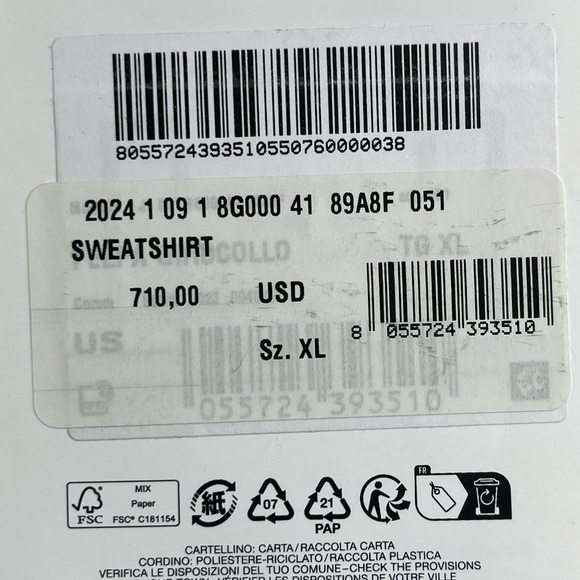 8055724393510550760000038
2024 1 09 1 8G000 41 89A8F 051
SWEATSHIRT
GIROCOLLO
TG XL
710,00 USD
8 055724 393510
US
Sz. XL
055724 393510
FSC
MIX
Paper
FSC® C181154
紙
07
21
PAP
FR
CARTELLINO: CARTA/RACCOLTA CARTA
CORDINO: POLIESTERE-RICICLATO/RACCOLTA PLASTICA
VERIFICA LE DISPOSIZIONI DEL TUO COMUNE-CHECK THE PROVISIONS